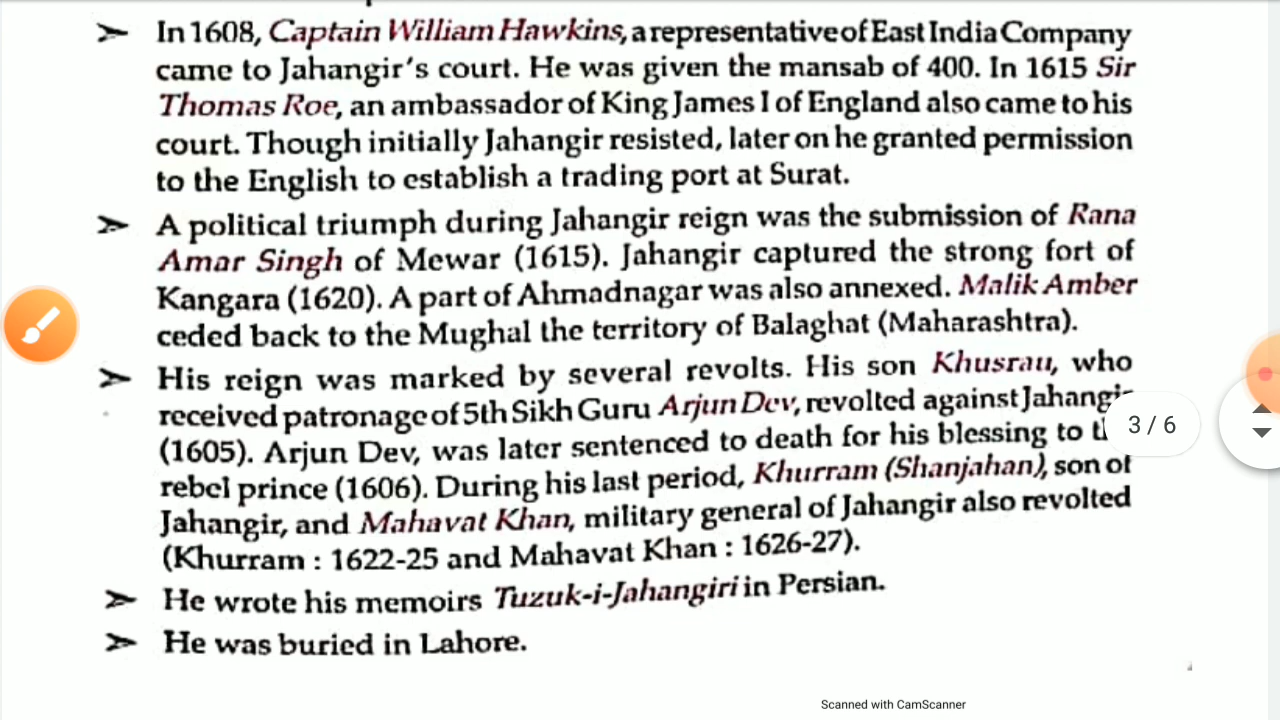 ➢ In 1608, Captain William Hawkins, a representative of East India Company
came to Jahangir's court. He was given the mansab of 400. In 1615 Sir
Thomas Roe, an ambassador of King James I of England also came to his
court. Though initially Jahangir resisted, later on he granted permission
to the English to establish a trading port at Surat.
➢ A political triumph during Jahangir reign was the submission of Rana
Amar Singh of Mewar (1615). Jahangir captured the strong fort of
Kangara (1620). A part of Ahmadnagar was also annexed. Malik Amber
ceded back to the Mughal the territory of Balaghat (Maharashtra).
➢ His reign was marked by several revolts. His son Khusrau, who
received patronage of 5th Sikh Guru Arjun Dev, revolted against Jahangir
(1605). Arjun Dev, was later sentenced to death for his blessing to
rebel prince (1606). During his last period, Khurram (Shanjahan), son of
Jahangir, and Mahavat Khan, military general of Jahangir also revolted
(Khurram : 1622-25 and Mahavat Khan : 1626-27).
➢ He wrote his memoirs Tuzuk-i-Jahangiri in Persian.
➢ He was buried in Lahore.
3 / 6
Scanned with CamScanner